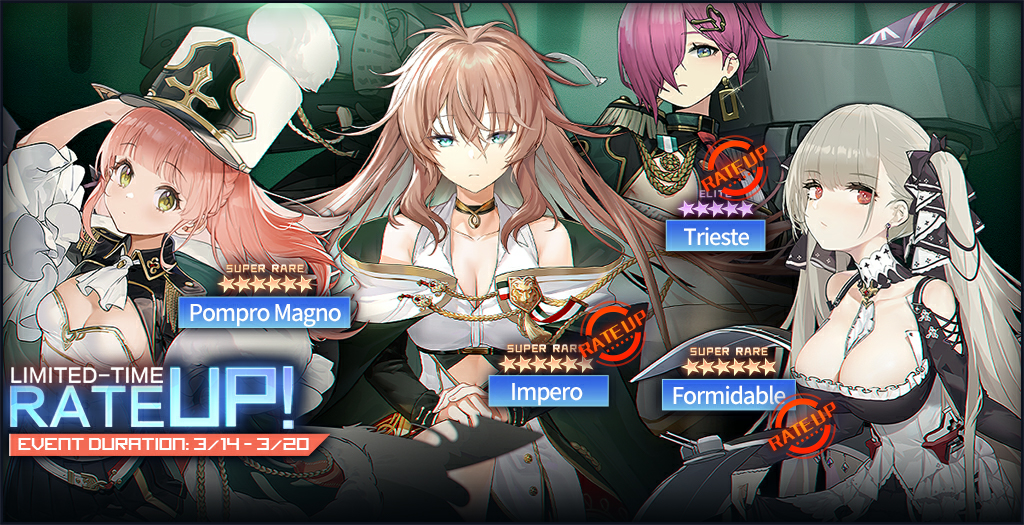 RATE UP
ELITE
Trieste
SUPER RARE
Pompro Magno
SUPER RARE
RATE UP
Impero
SUPER RARE
Formidable
RATE UP
LIMITED-TIME
RATE UP!
EVENT DURATION: 3/14 - 3/20